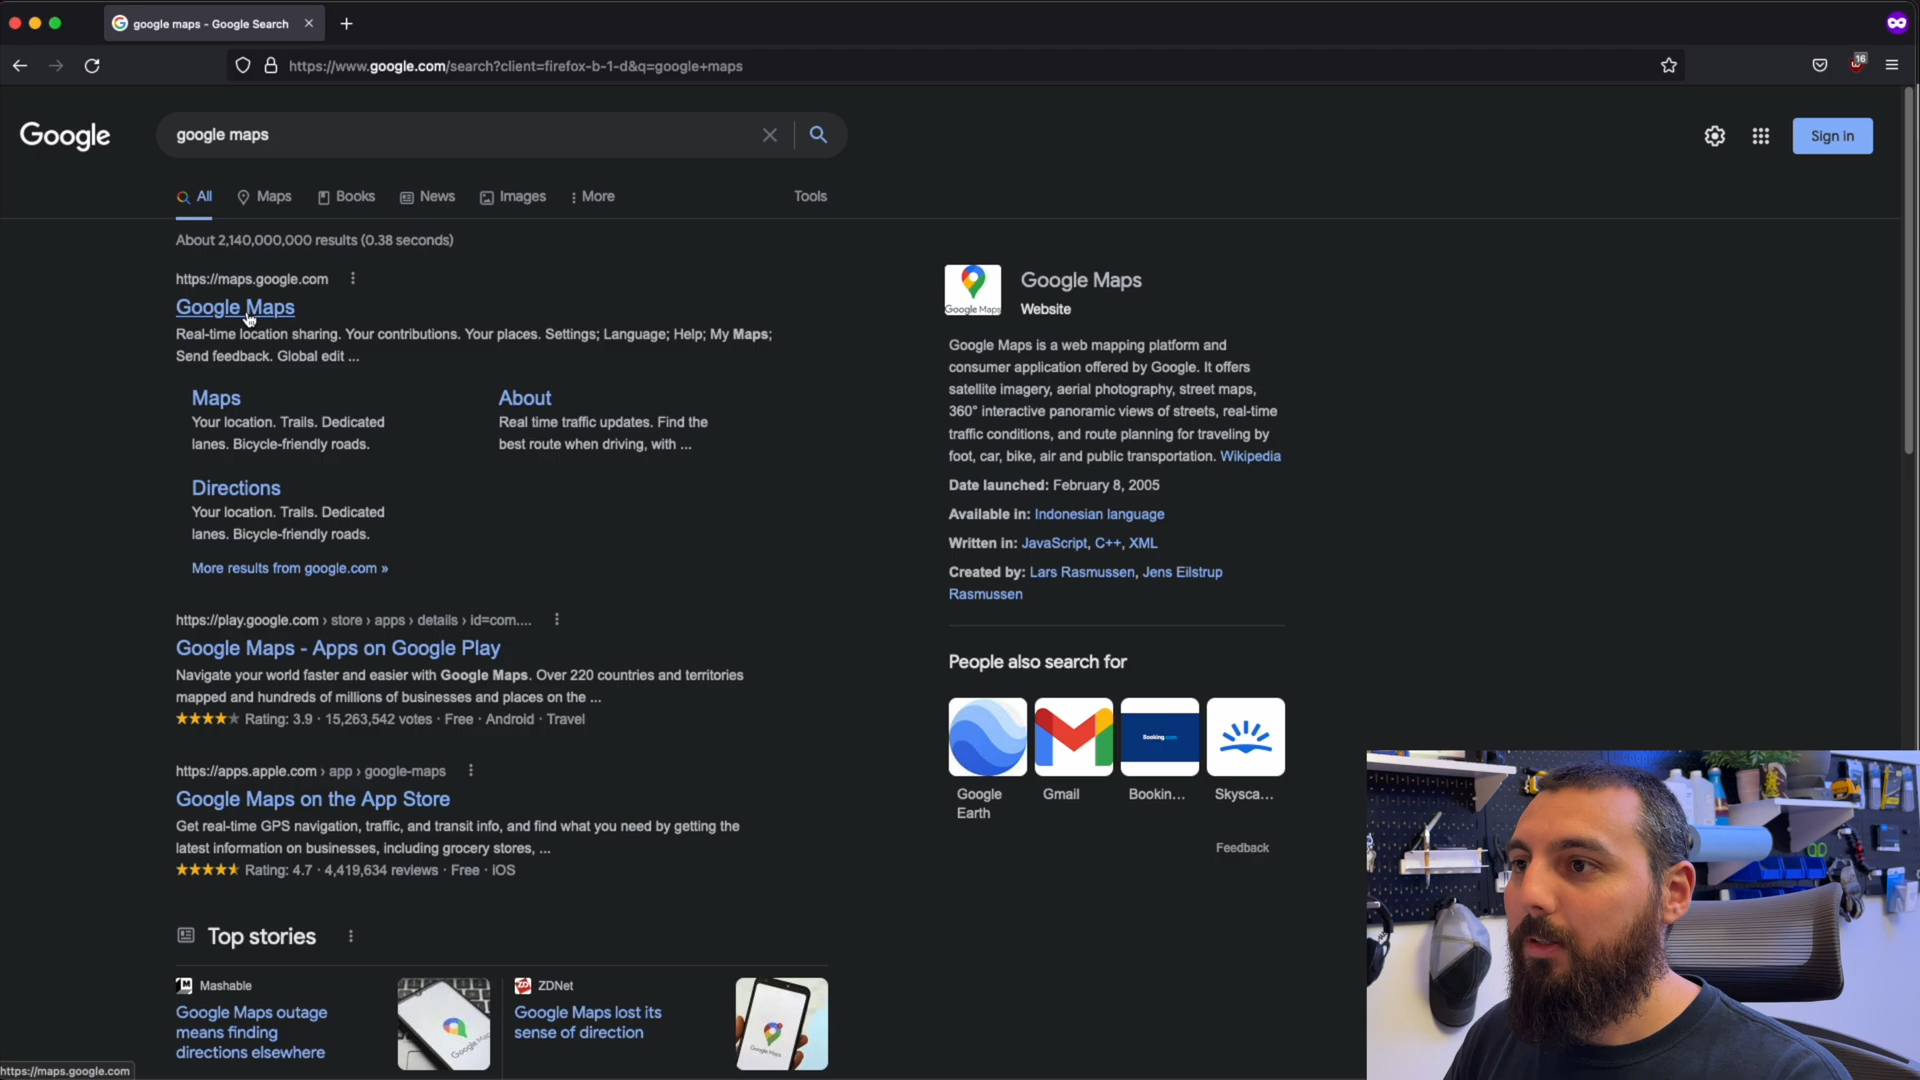 google maps - Google Search
https://www.google.com/search?client=firefox-b-1-d&q=google+maps
16
Google
google maps
Sign in
All
Maps
Books
News
Images
More
Tools
About 2,140,000,000 results (0.38 seconds)
https://maps.google.com
Google Maps
Real-time location sharing. Your contributions. Your places. Settings; Language; Help; My Maps;
Send feedback. Global edit ...
Maps
Your location. Trails. Dedicated
lanes. Bicycle-friendly roads.
About
Real time traffic updates. Find the
best route when driving, with ...
Directions
Your location. Trails. Dedicated
lanes. Bicycle-friendly roads.
More results from google.com »
https://play.google.com › store › apps › details › id=com....
Google Maps - Apps on Google Play
Navigate your world faster and easier with Google Maps. Over 220 countries and territories
mapped and hundreds of millions of businesses and places on the ...
Rating: 3.9 · 15,263,542 votes · Free · Android · Travel
https://apps.apple.com › app › google-maps
Google Maps on the App Store
Get real-time GPS navigation, traffic, and transit info, and find what you need by getting the
latest information on businesses, including grocery stores, ...
Rating: 4.7 · 4,419,634 reviews · Free · iOS
Top stories
Mashable
Google Maps outage
means finding
directions elsewhere
Google Maps
ZDNet
Google Maps lost its
sense of direction
Google Maps
Google Maps
Google Maps
Website
Google Maps is a web mapping platform and
consumer application offered by Google. It offers
satellite imagery, aerial photography, street maps,
360° interactive panoramic views of streets, real-time
traffic conditions, and route planning for traveling by
foot, car, bike, air and public transportation. Wikipedia
Date launched: February 8, 2005
Available in: Indonesian language
Written in: JavaScript, C++, XML
Created by: Lars Rasmussen, Jens Eilstrup
Rasmussen
People also search for
Booking.com
Google
Earth
Gmail
Bookin...
Skysca...
Feedback
https://maps.google.com